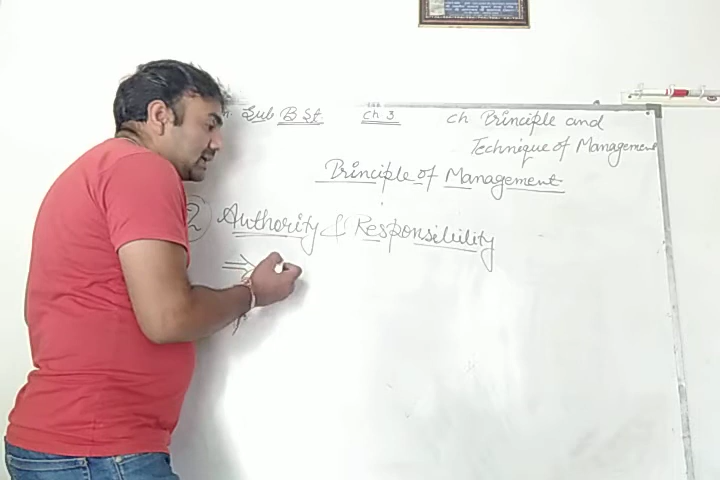 Sub B St. ch 3 ch Principle and
Technique of Management
Principle of Management
2 Authority & Responsibility